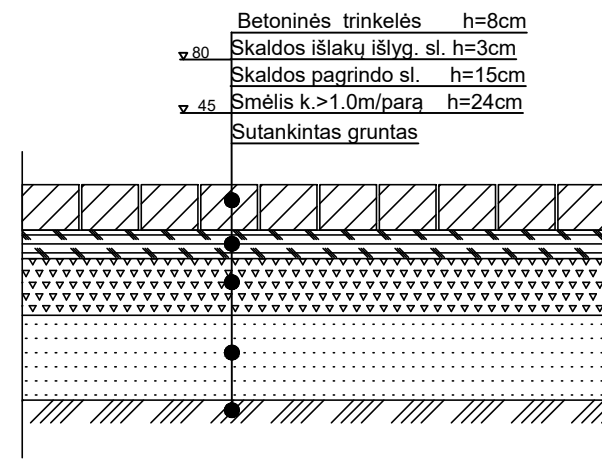 Betoninės trinkelės h=8cm
80 Skaldos išlakų išlyg. sl. h=3cm
Skaldos pagrindo sl. h=15cm
45 Smėlis k.>1.0m/parą h=24cm
Sutankintas gruntas